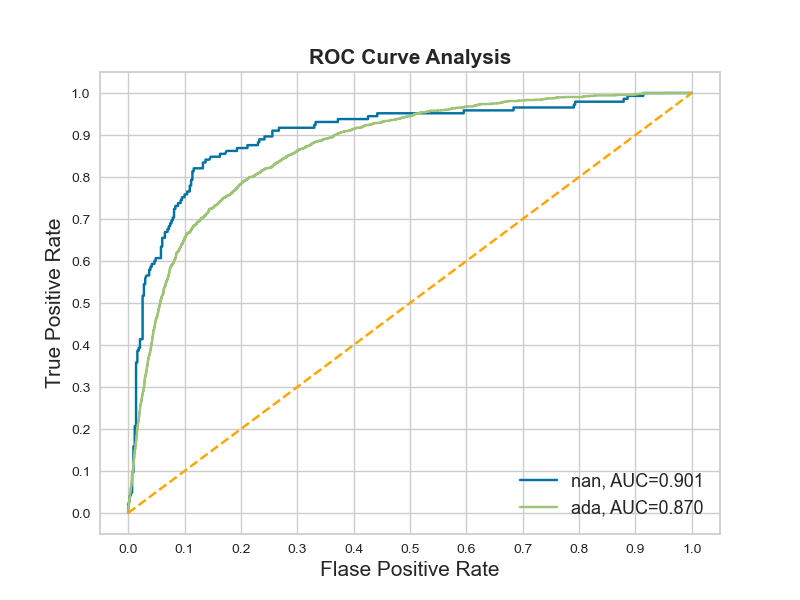 ROC Curve Analysis
1.0
0.9
0.8
0.7
0.6
0.5
0.4
0.3
0.2
0.1
0.0
True Positive Rate
nan, AUC=0.901
ada, AUC=0.870
0.0 0.1 0.2 0.3 0.4 0.5 0.6 0.7 0.8 0.9 1.0
Flase Positive Rate